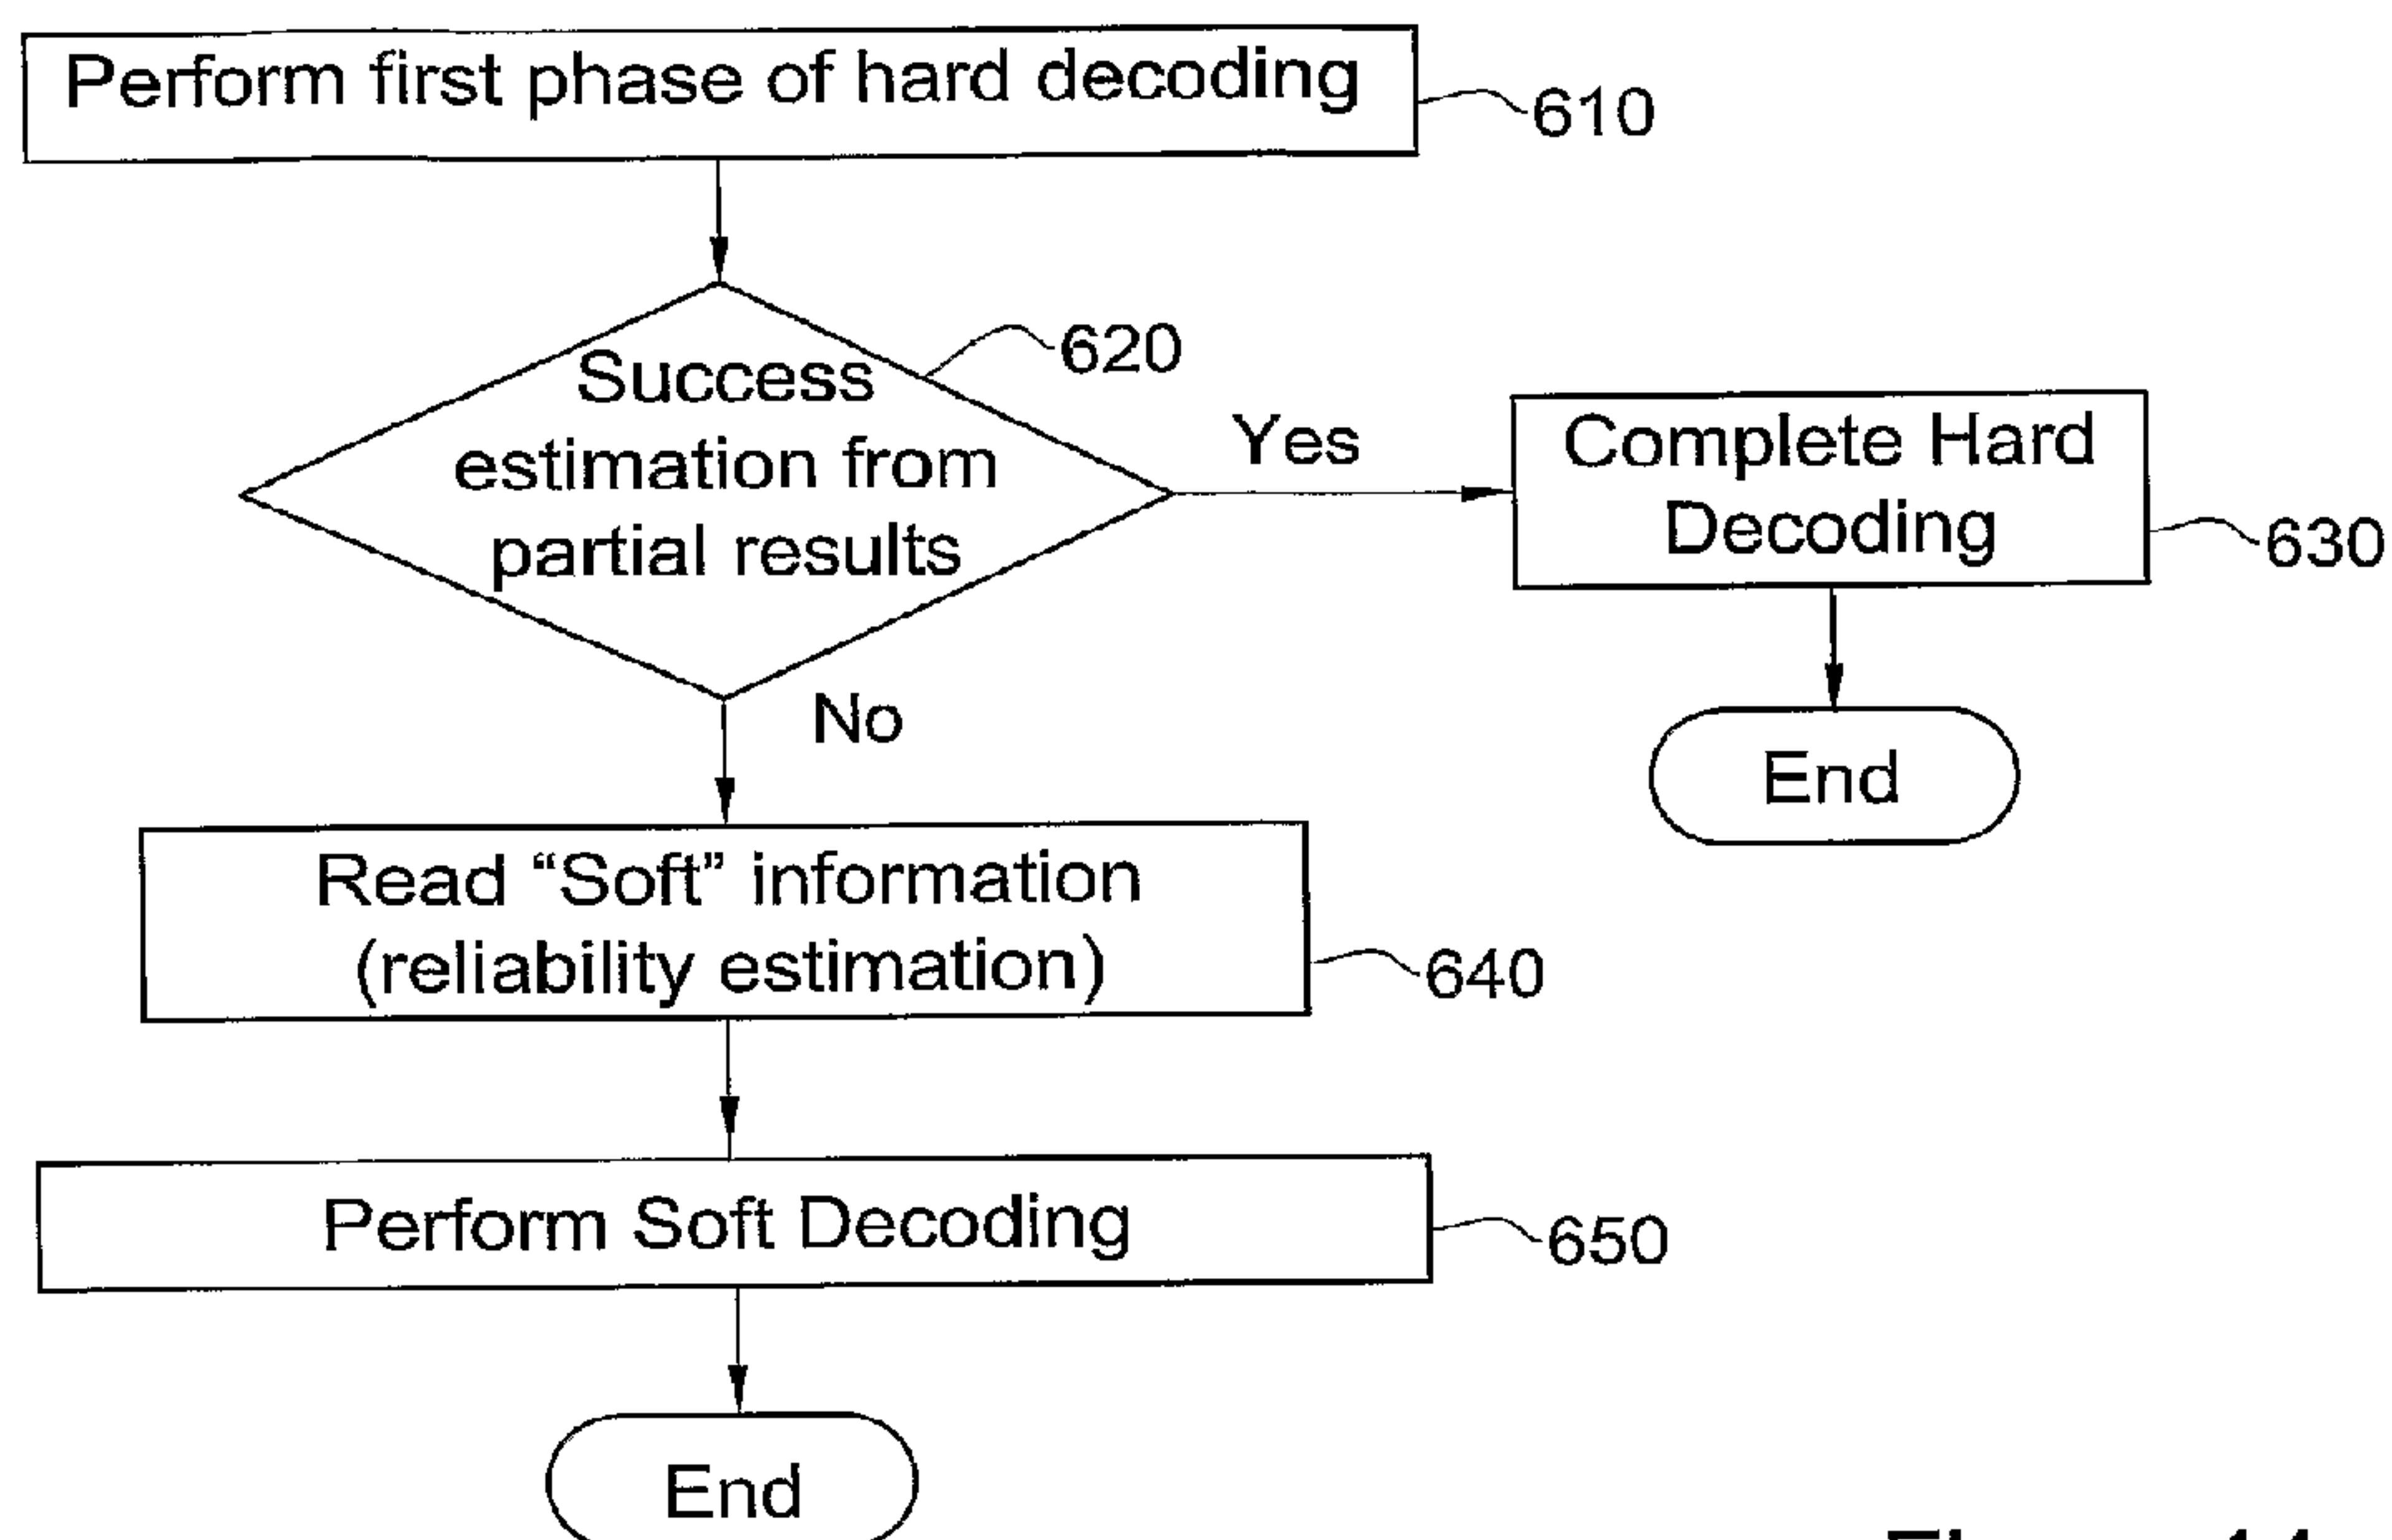 Perform first phase of hard decoding
610
Success
estimation from
partial results
620
Yes
Complete Hard
Decoding
630
End
No
Read “Soft” information
(reliability estimation)
640
Perform Soft Decoding
650
End